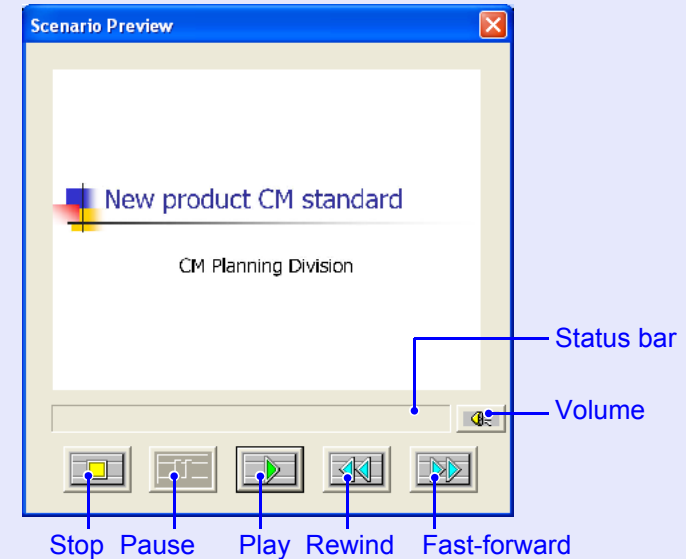 Scenario Preview
New product CM standard
CM Planning Division
Status bar
Volume
Stop Pause Play Rewind Fast-forward